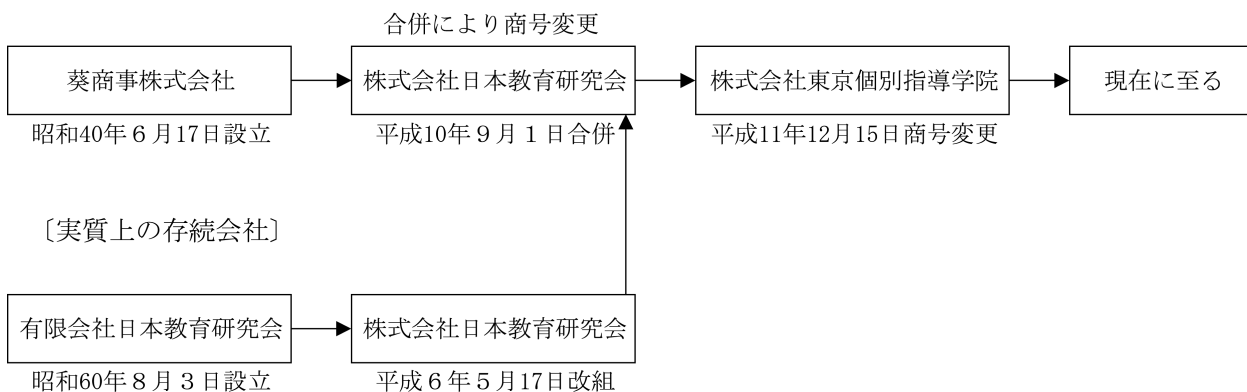 合併により商号変更
葵商事株式会社
株式会社日本教育研究会
株式会社東京個別指導学院
現在に至る
昭和40年６月17日設立
平成10年９月１日合併
平成11年12月15日商号変更
〔実質上の存続会社〕
有限会社日本教育研究会
株式会社日本教育研究会
昭和60年８月３日設立
平成６年５月17日改組